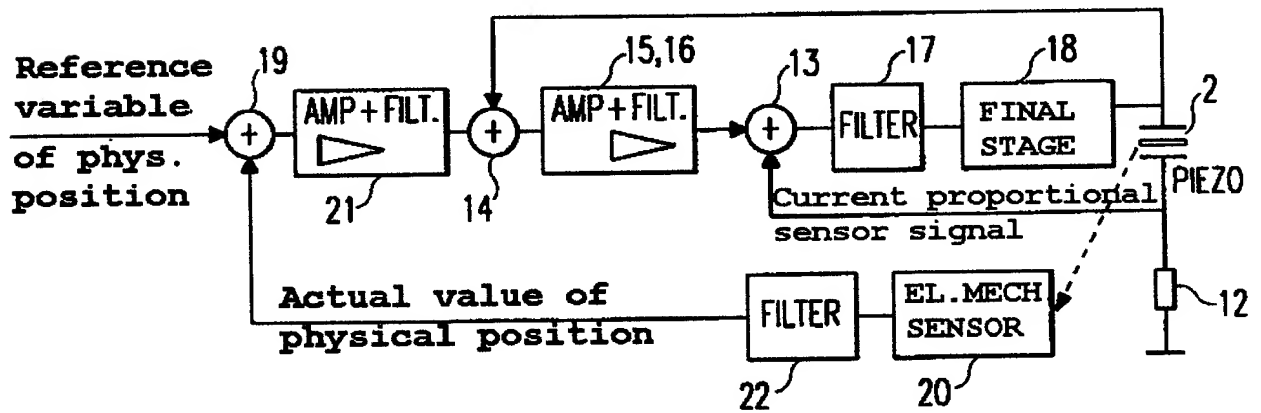 Reference
variable
of phys.
position
19
AMP + FILT.
21
14
15,16
AMP + FILT.
13
17
FILTER
18
FINAL
STAGE
2
PIEZO
Current proportional
sensor signal
12
Actual value of
physical position
FILTER
22
EL.MECH
SENSOR
20